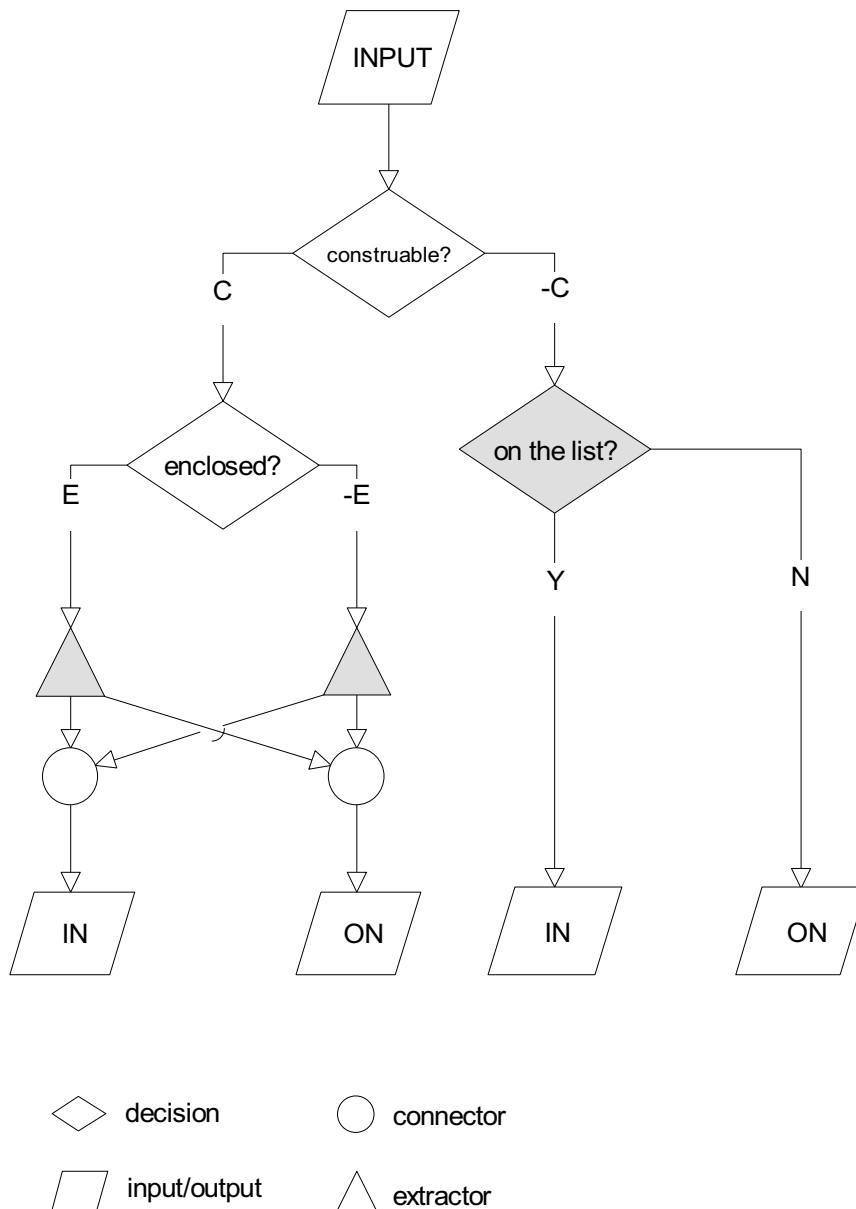 INPUT
construable?
C
-C
enclosed?
on the list?
E
-E
Y
N
IN
ON
IN
ON
decision
connector
input/output
extractor